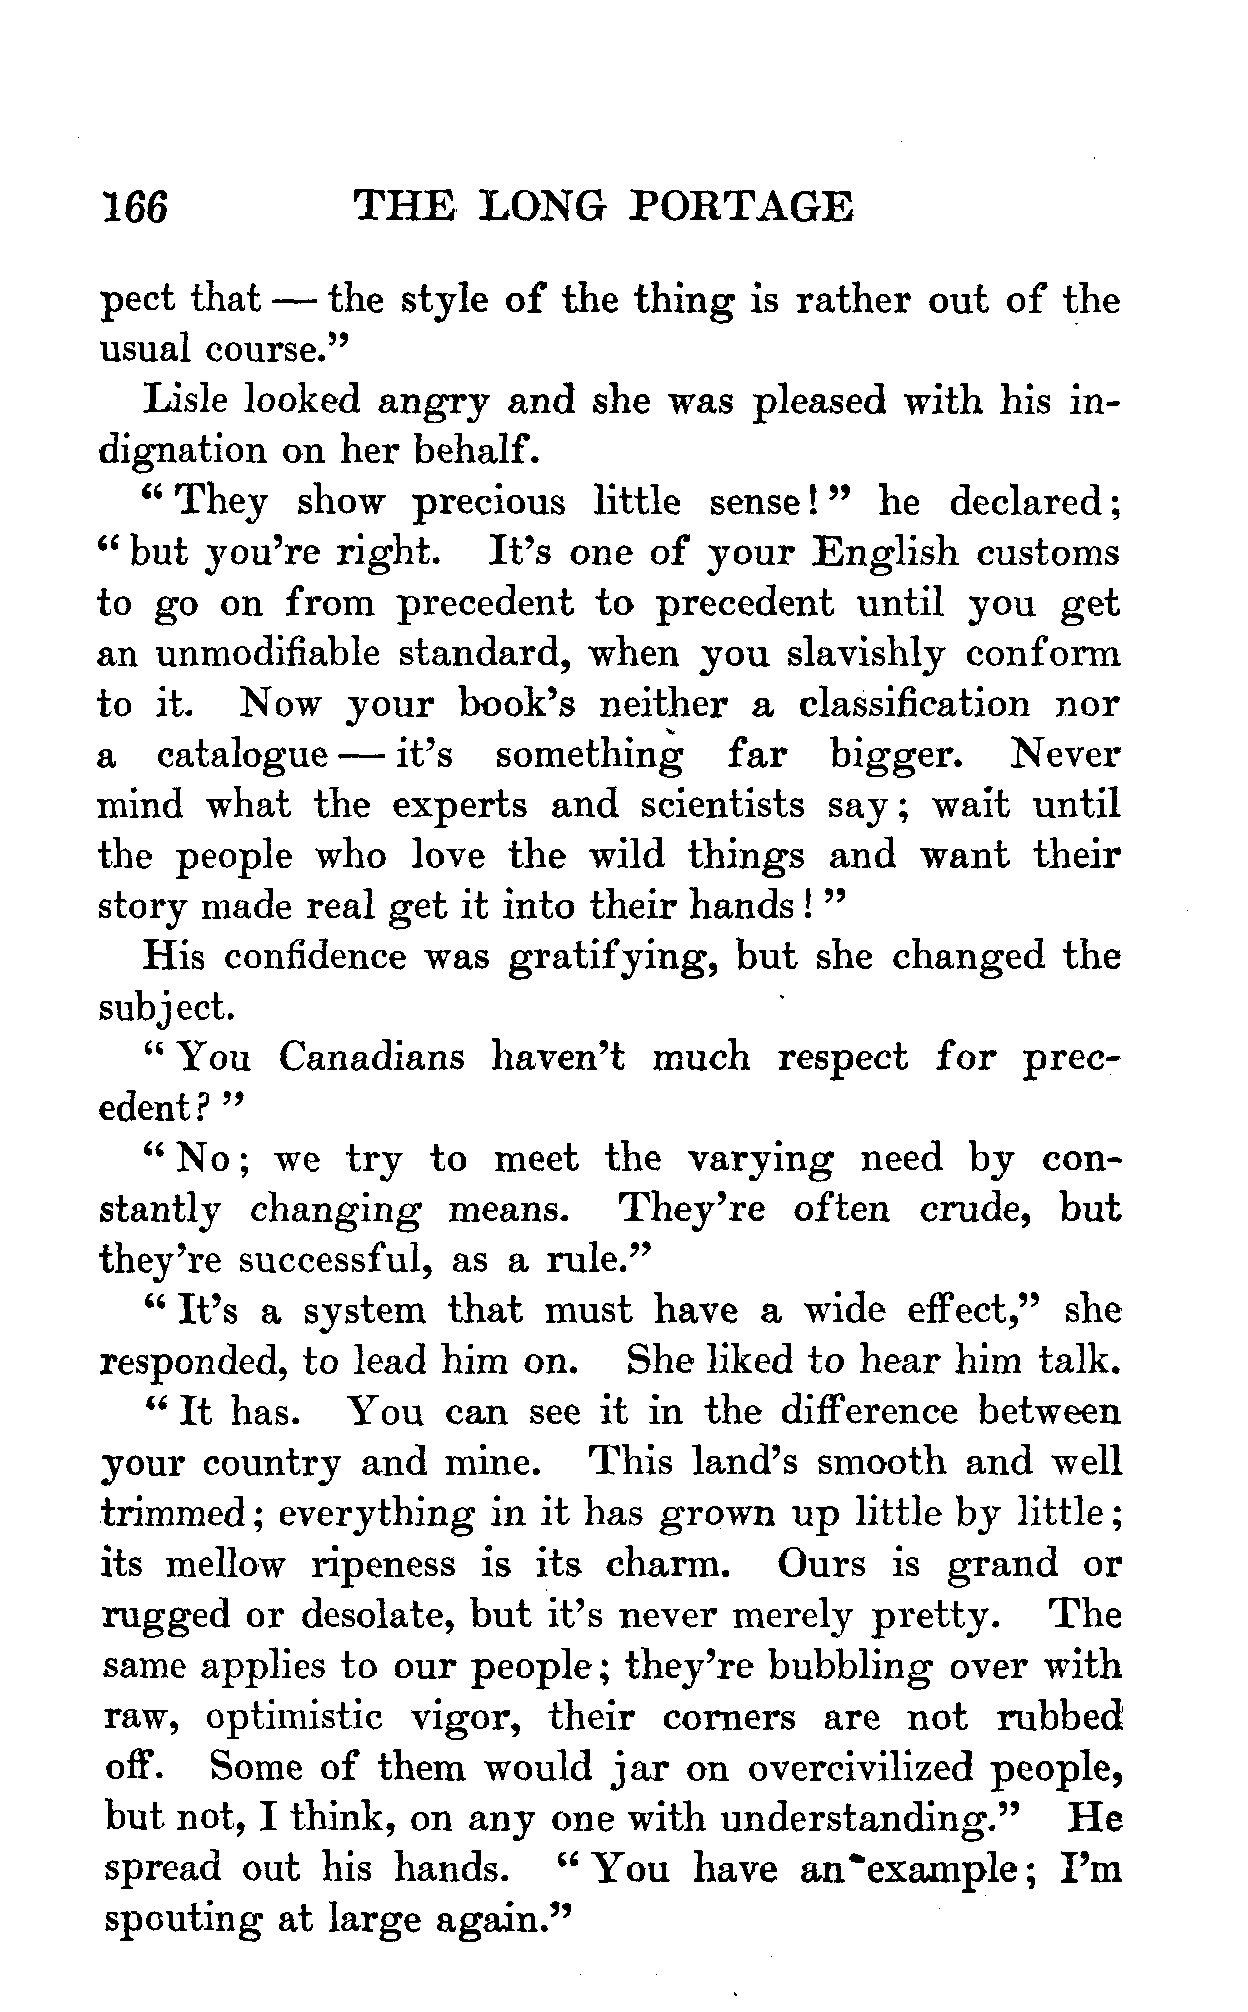 166 THE LONG PORTAGE
pect that — the style of the thing is rather out of the
usual course."
Lisle looked angry and she was pleased with his in-
dignation on her behalf.
"They show precious little sense!" he declared;
"but you're right. It's one of your English customs
to go on from precedent to precedent until you get
an unmodifiable standard, when you slavishly conform
to it. Now your book's neither a classification nor
a catalogue — it's something far bigger. Never
mind what the experts and scientists say; wait until
the people who love the wild things and want their
story made real get it into their hands!"
His confidence was gratifying, but she changed the
subject.
"You Canadians haven't much respect for prec-
edent?"
"No; we try to meet the varying need by con-
stantly changing means. They're often crude, but
they're successful, as a rule."
"It's a system that must have a wide effect," she
responded, to lead him on. She liked to hear him talk.
"It has. You can see it in the difference between
your country and mine. This land's smooth and well
trimmed; everything in it has grown up little by little;
its mellow ripeness is its charm. Ours is grand or
rugged or desolate, but it's never merely pretty. The
same applies to our people; they're bubbling over with
raw, optimistic vigor, their corners are not rubbed
off. Some of them would jar on overcivilized people,
but not, I think, on any one with understanding." He
spread out his hands. "You have an example; I'm
spouting at large again."